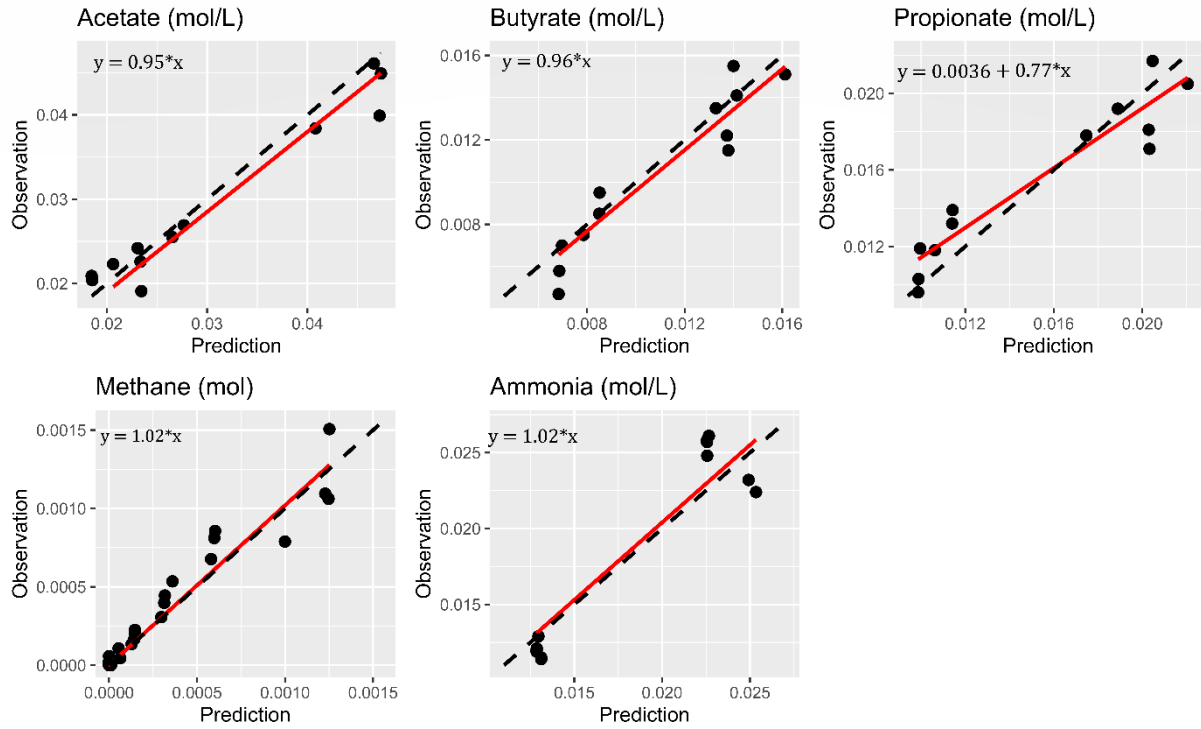 Acetate (mol/L)
y = 0.95*x
Observation
0.04
0.03
0.02
0.02
0.03
0.04
Prediction
Butyrate (mol/L)
y = 0.96*x
Observation
0.016
0.012
0.008
0.008
0.012
0.016
Prediction
Propionate (mol/L)
y = 0.0036 + 0.77*x
Observation
0.020
0.016
0.012
0.012
0.016
0.020
Prediction
Methane (mol)
y = 1.02*x
Observation
0.0015
0.0010
0.0005
0.0000
0.0000
0.0005
0.0010
0.0015
Prediction
Ammonia (mol/L)
y = 1.02*x
Observation
0.025
0.020
0.015
0.015
0.020
0.025
Prediction